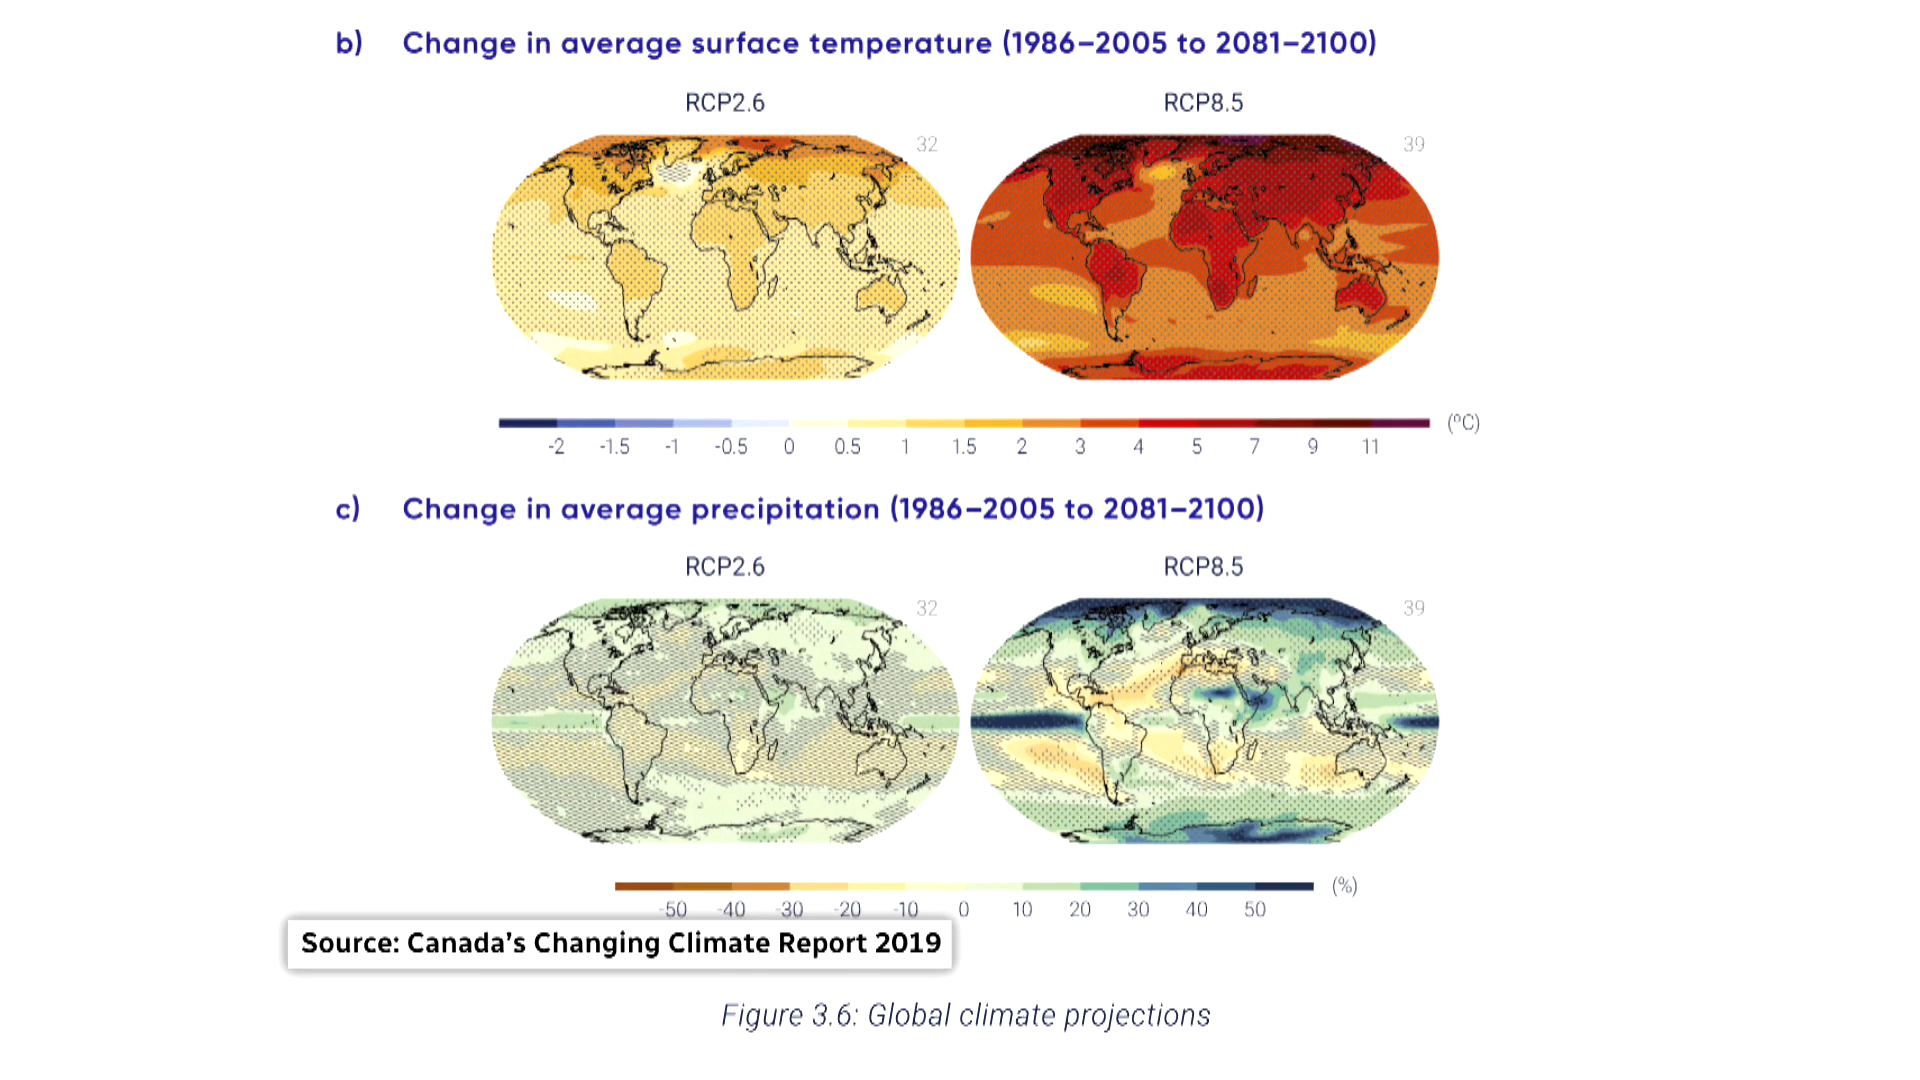 b) Change in average surface temperature (1986–2005 to 2081–2100)
RCP2.6 RCP8.5
32 39
-2 -1.5 -1 -0.5 0 0.5 1 1.5 2 3 4 5 7 9 11 (°C)
c) Change in average precipitation (1986–2005 to 2081–2100)
RCP2.6 RCP8.5
32 39
-50 -40 -30 -20 -10 0 10 20 30 40 50 (%)
Source: Canada's Changing Climate Report 2019
Figure 3.6: Global climate projections